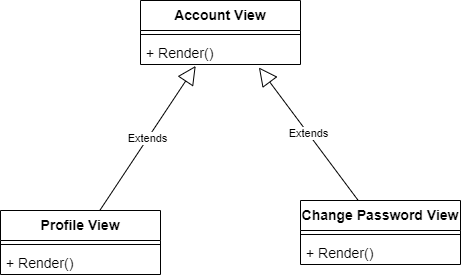 Account View
+ Render()
Extends
Extends
Profile View
+ Render()
Change Password View
+ Render()